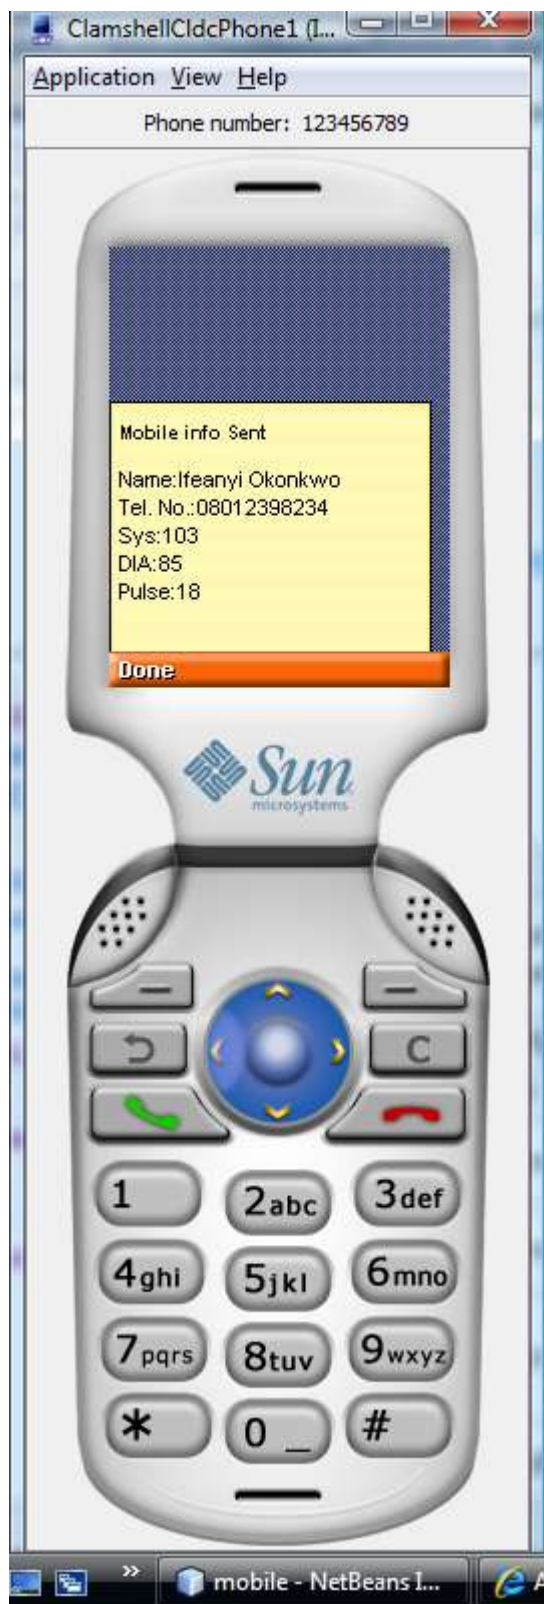 ClamshellCldcPhone1 (I...
Application View Help
Phone number: 123456789
Mobile info Sent
Name:Ifeanyi Okonkwo
Tel. No.:08012398234
Sys:103
DIA:85
Pulse:18
Done
Sun
microsystems
C
1 2abc 3def
4ghi 5jkl 6mno
7pqrs 8tuv 9wxyz
* 0 _ #
» mobile - NetBeans I... A